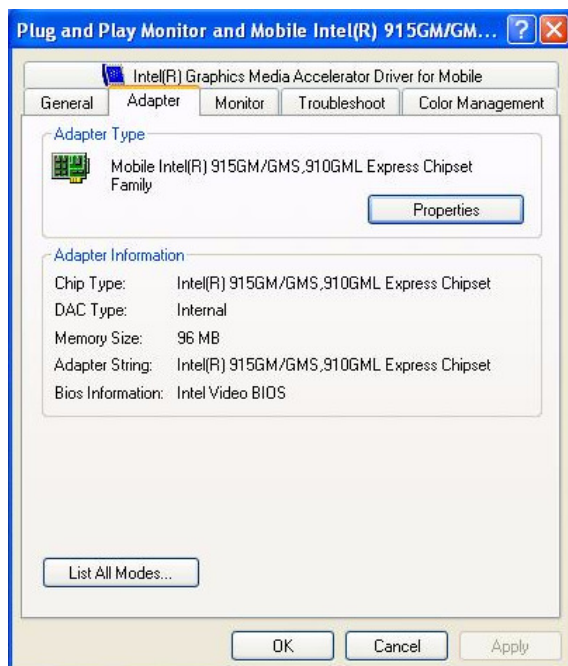 Plug and Play Monitor and Mobile Intel(R) 915GM/GM...
Intel(R) Graphics Media Accelerator Driver for Mobile
General Adapter Monitor Troubleshoot Color Management
Adapter Type
Mobile Intel(R) 915GM/GMS,910GML Express Chipset
Family
Properties
Adapter Information
Chip Type: Intel(R) 915GM/GMS,910GML Express Chipset
DAC Type: Internal
Memory Size: 96 MB
Adapter String: Intel(R) 915GM/GMS,910GML Express Chipset
Bios Information: Intel Video BIOS
List All Modes...
OK Cancel Apply